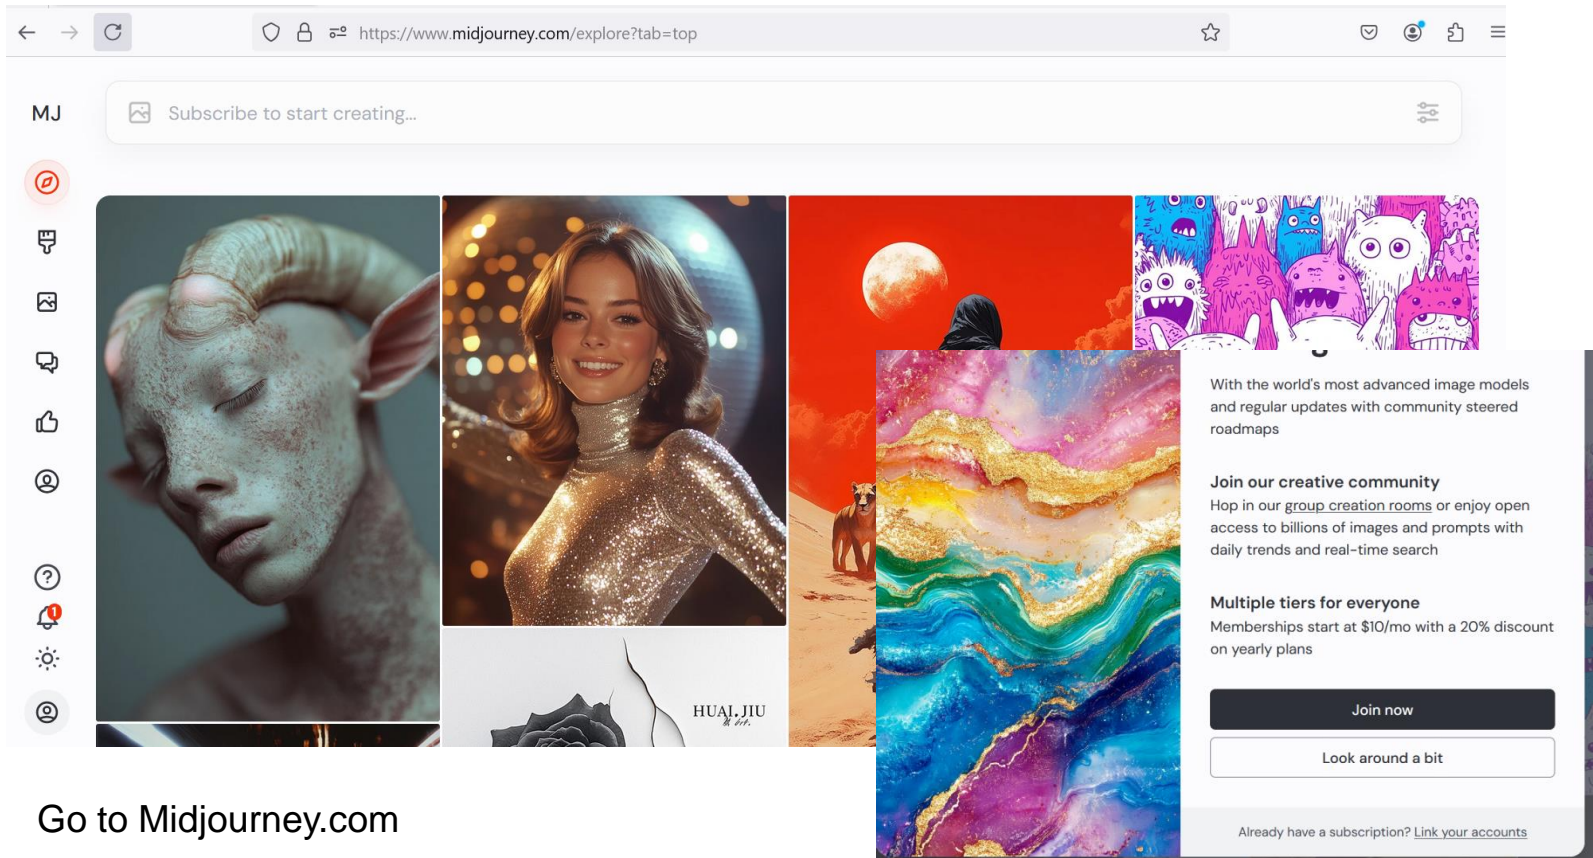 https://www.midjourney.com/explore?tab=top
MJ
Subscribe to start creating...
1
HUAI.JIU
With the world's most advanced image models
and regular updates with community steered
roadmaps
Join our creative community
Hop in our group creation rooms or enjoy open
access to billions of images and prompts with
daily trends and real-time search
Multiple tiers for everyone
Memberships start at $10/mo with a 20% discount
on yearly plans
Join now
Look around a bit
Already have a subscription? Link your accounts
Go to Midjourney.com